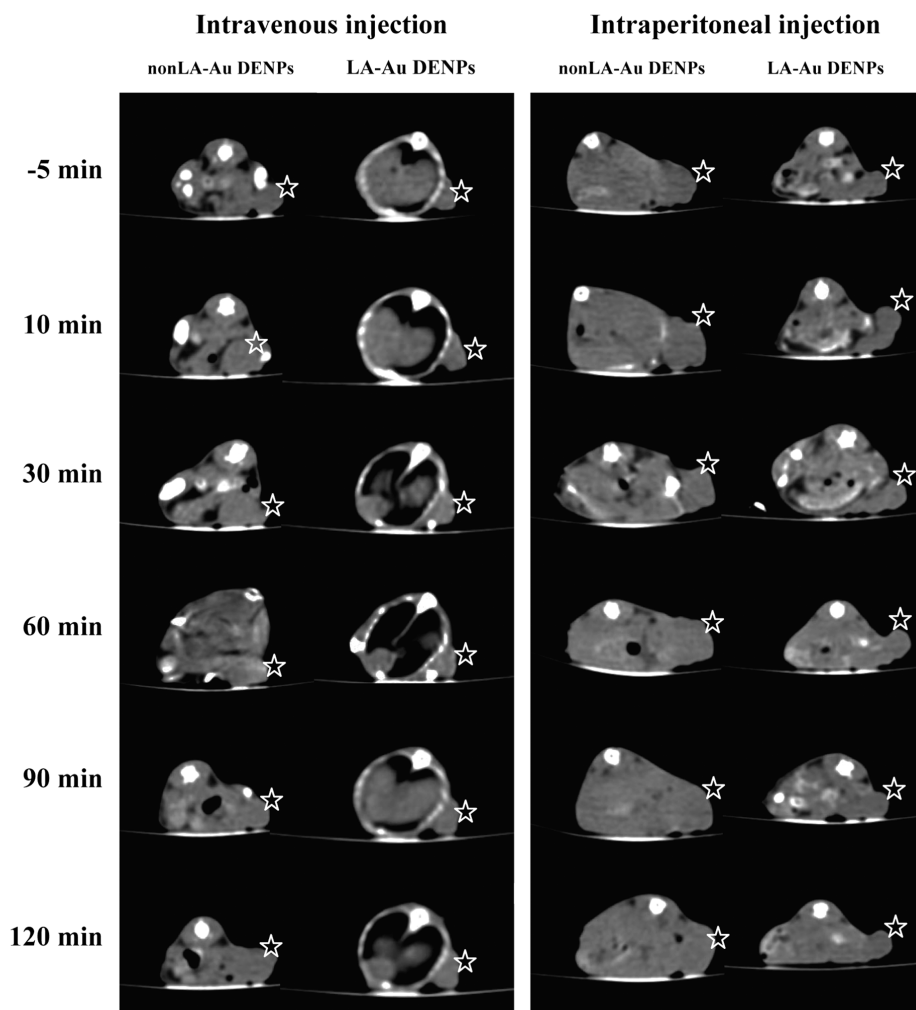 Intravenous injection Intraperitoneal injection
nonLA-Au DENPs LA-Au DENPs nonLA-Au DENPs LA-Au DENPs
-5 min
10 min
30 min
60 min
90 min
120 min